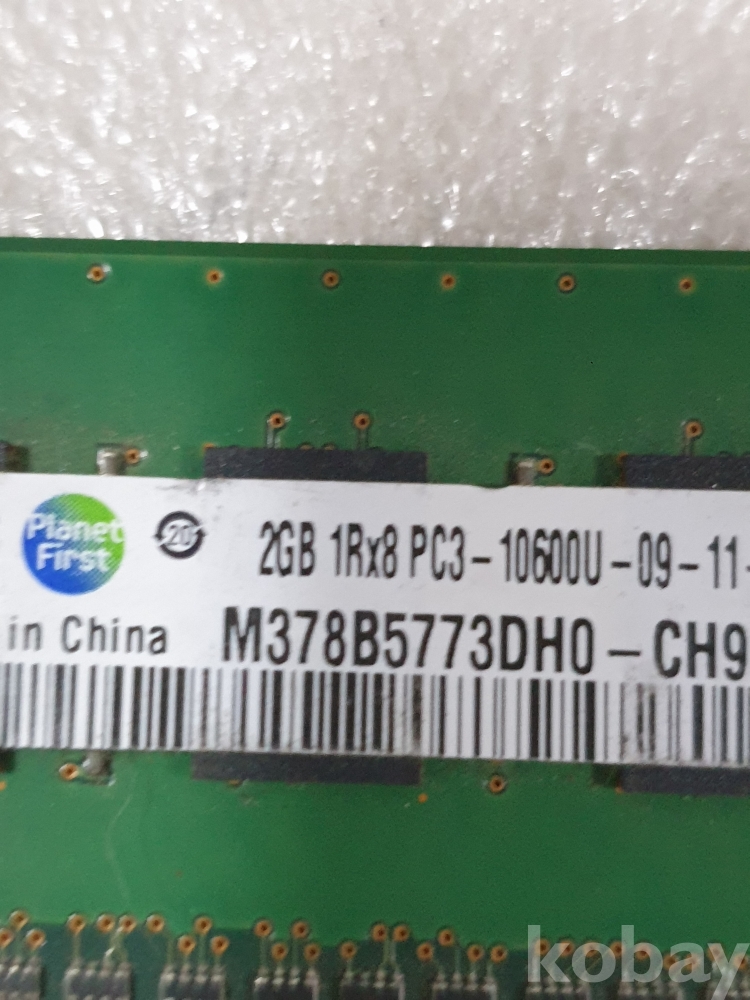 Planet
First
20
2GB 1Rx8 PC3-10600U-09-11-
in China
M378B5773DH0-CH9
kobay